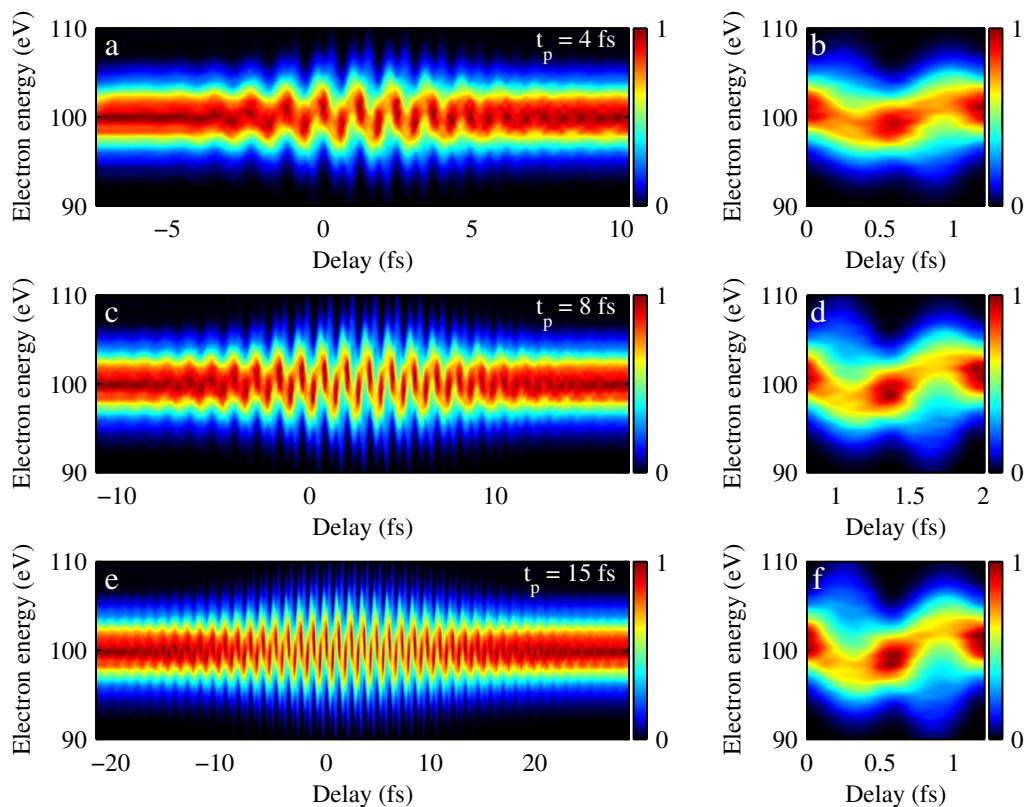 a
t_p = 4 fs
Electron energy (eV)
110
100
90
−5
0
5
10
Delay (fs)
1
0
b
Electron energy (eV)
110
100
90
0
0.5
1
Delay (fs)
1
0
c
t_p = 8 fs
Electron energy (eV)
110
100
90
−10
0
10
Delay (fs)
1
0
d
Electron energy (eV)
110
100
90
1
1.5
2
Delay (fs)
1
0
e
t_p = 15 fs
Electron energy (eV)
110
100
90
−20
−10
0
10
20
Delay (fs)
1
0
f
Electron energy (eV)
110
100
90
0
0.5
1
Delay (fs)
1
0